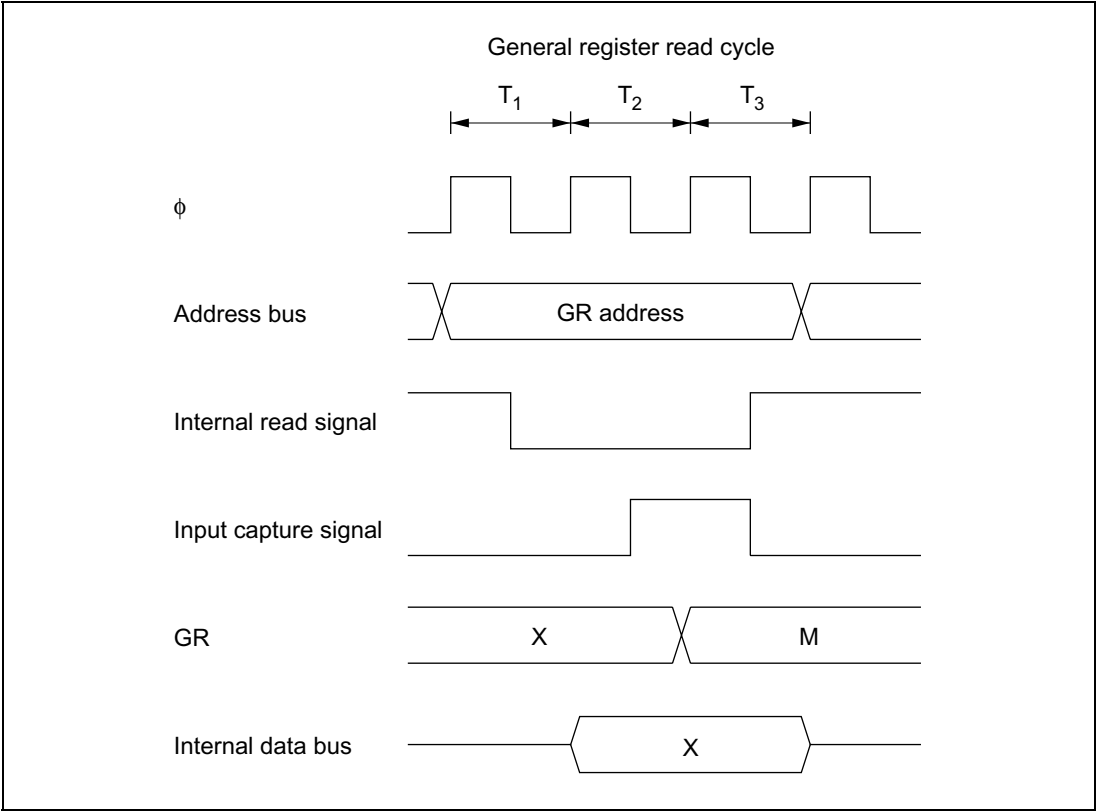 General register read cycle
T1 T2 T3
ϕ
Address bus GR address
Internal read signal
Input capture signal
GR X M
Internal data bus X